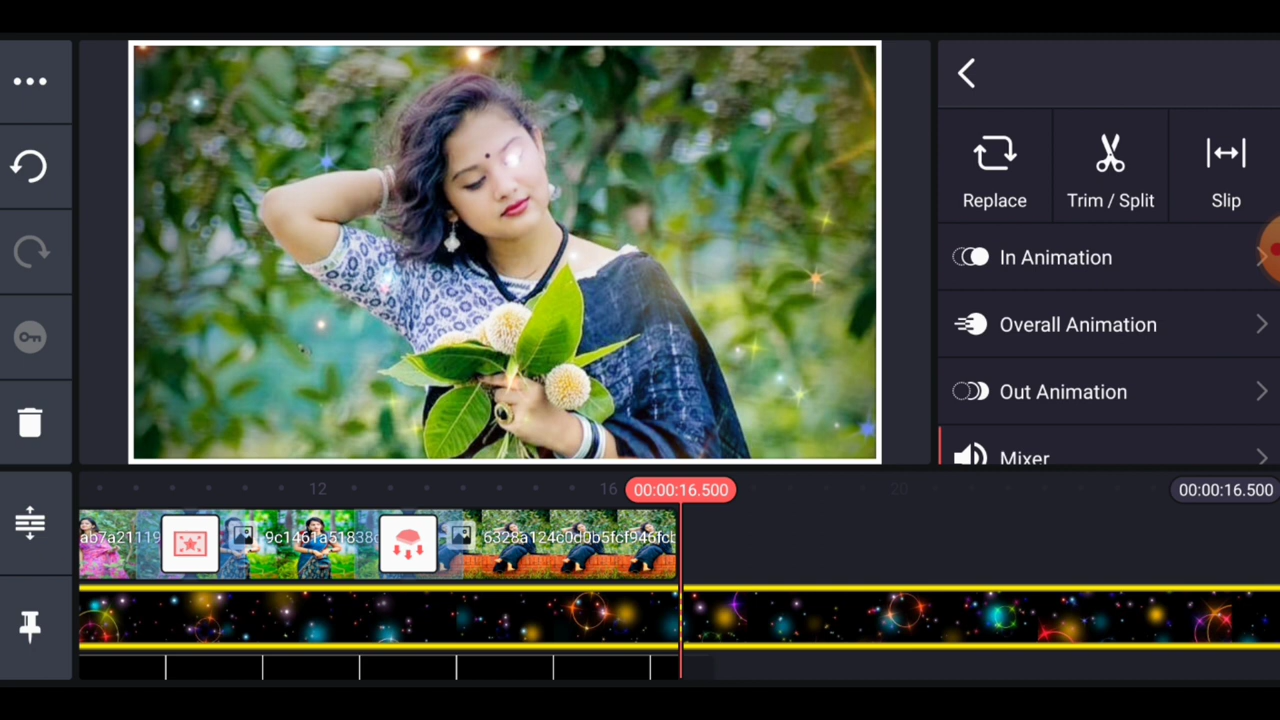 Replace
Trim / Split
Slip
In Animation
Overall Animation
Out Animation
Mixer
12
16
00:00:16.500
20
00:00:16.500
ab7a21119
9c1461a51838c
6328a124c0d0b5fcf946fcb